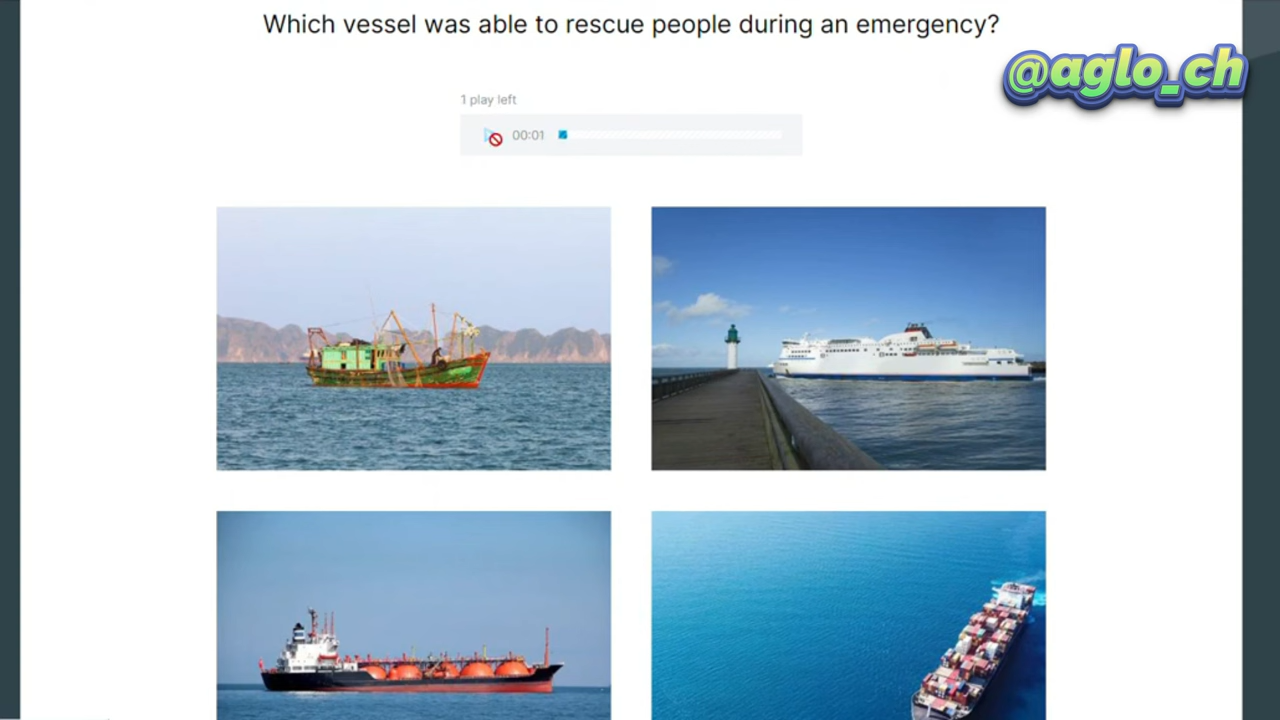 Which vessel was able to rescue people during an emergency?
@aglo_ch
1 play left
00:01